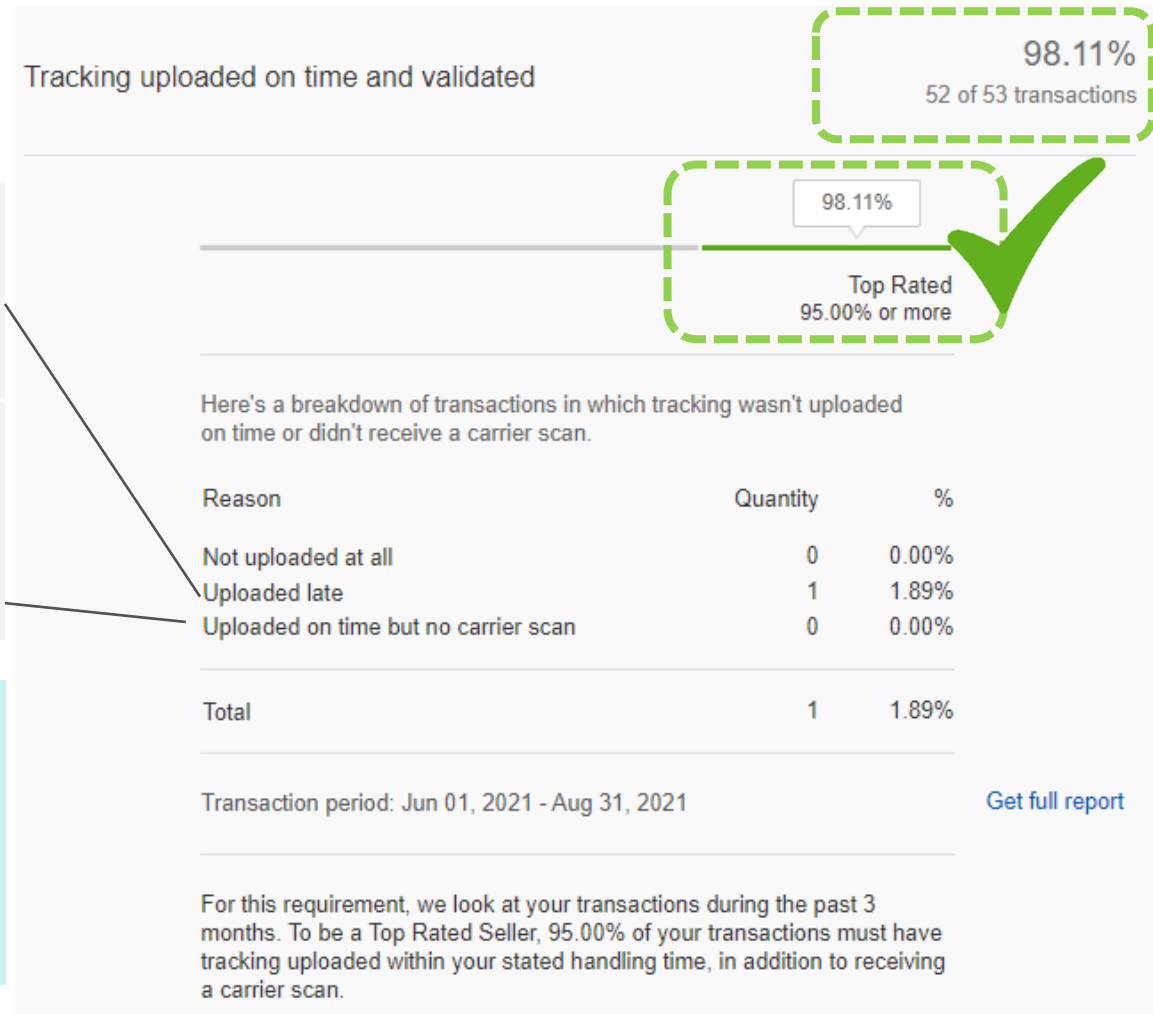 Tracking uploaded on time and validated
98.11%
52 of 53 transactions
98.11%
Top Rated
95.00% or more
Here's a breakdown of transactions in which tracking wasn't uploaded
on time or didn't receive a carrier scan.
Reason Quantity %
Not uploaded at all 0 0.00%
Uploaded late 1 1.89%
Uploaded on time but no carrier scan 0 0.00%
Total 1 1.89%
Transaction period: Jun 01, 2021 - Aug 31, 2021 Get full report
For this requirement, we look at your transactions during the past 3
months. To be a Top Rated Seller, 95.00% of your transactions must have
tracking uploaded within your stated handling time, in addition to receiving
a carrier scan.